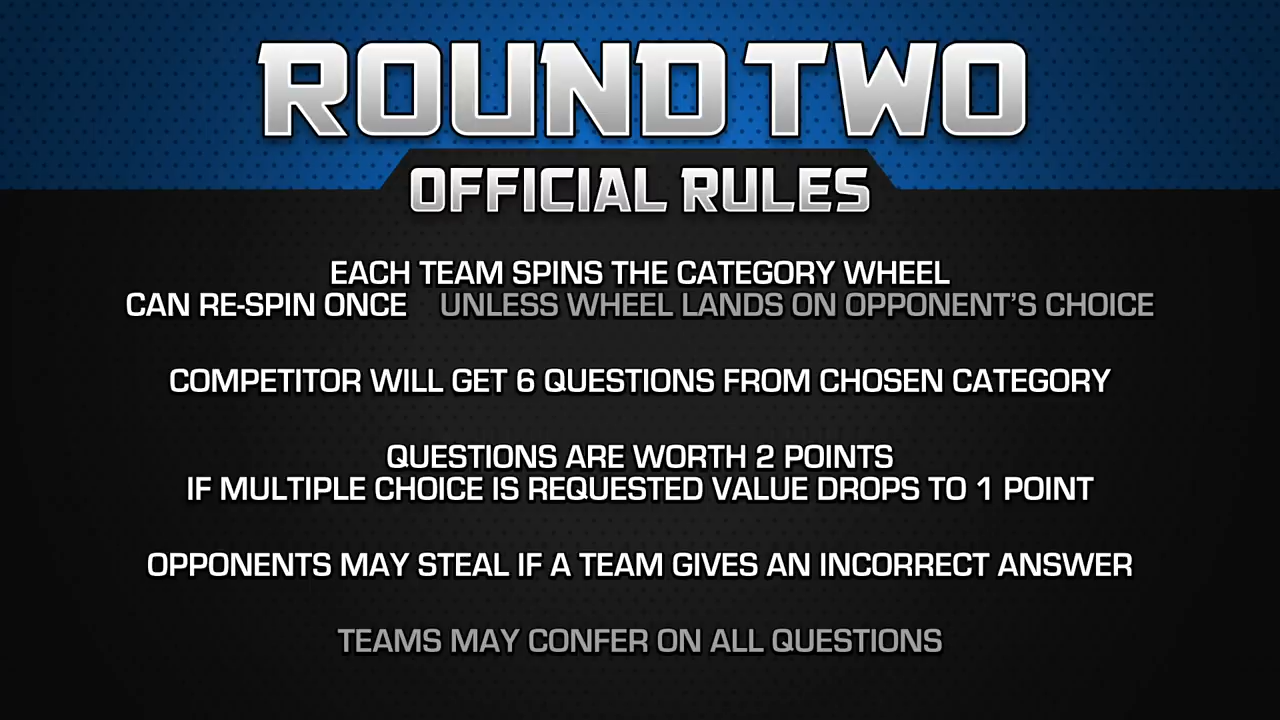 ROUND TWO
OFFICIAL RULES
EACH TEAM SPINS THE CATEGORY WHEEL
CAN RE-SPIN ONCE UNLESS WHEEL LANDS ON OPPONENT'S CHOICE
COMPETITOR WILL GET 6 QUESTIONS FROM CHOSEN CATEGORY
QUESTIONS ARE WORTH 2 POINTS
IF MULTIPLE CHOICE IS REQUESTED VALUE DROPS TO 1 POINT
OPPONENTS MAY STEAL IF A TEAM GIVES AN INCORRECT ANSWER
TEAMS MAY CONFER ON ALL QUESTIONS